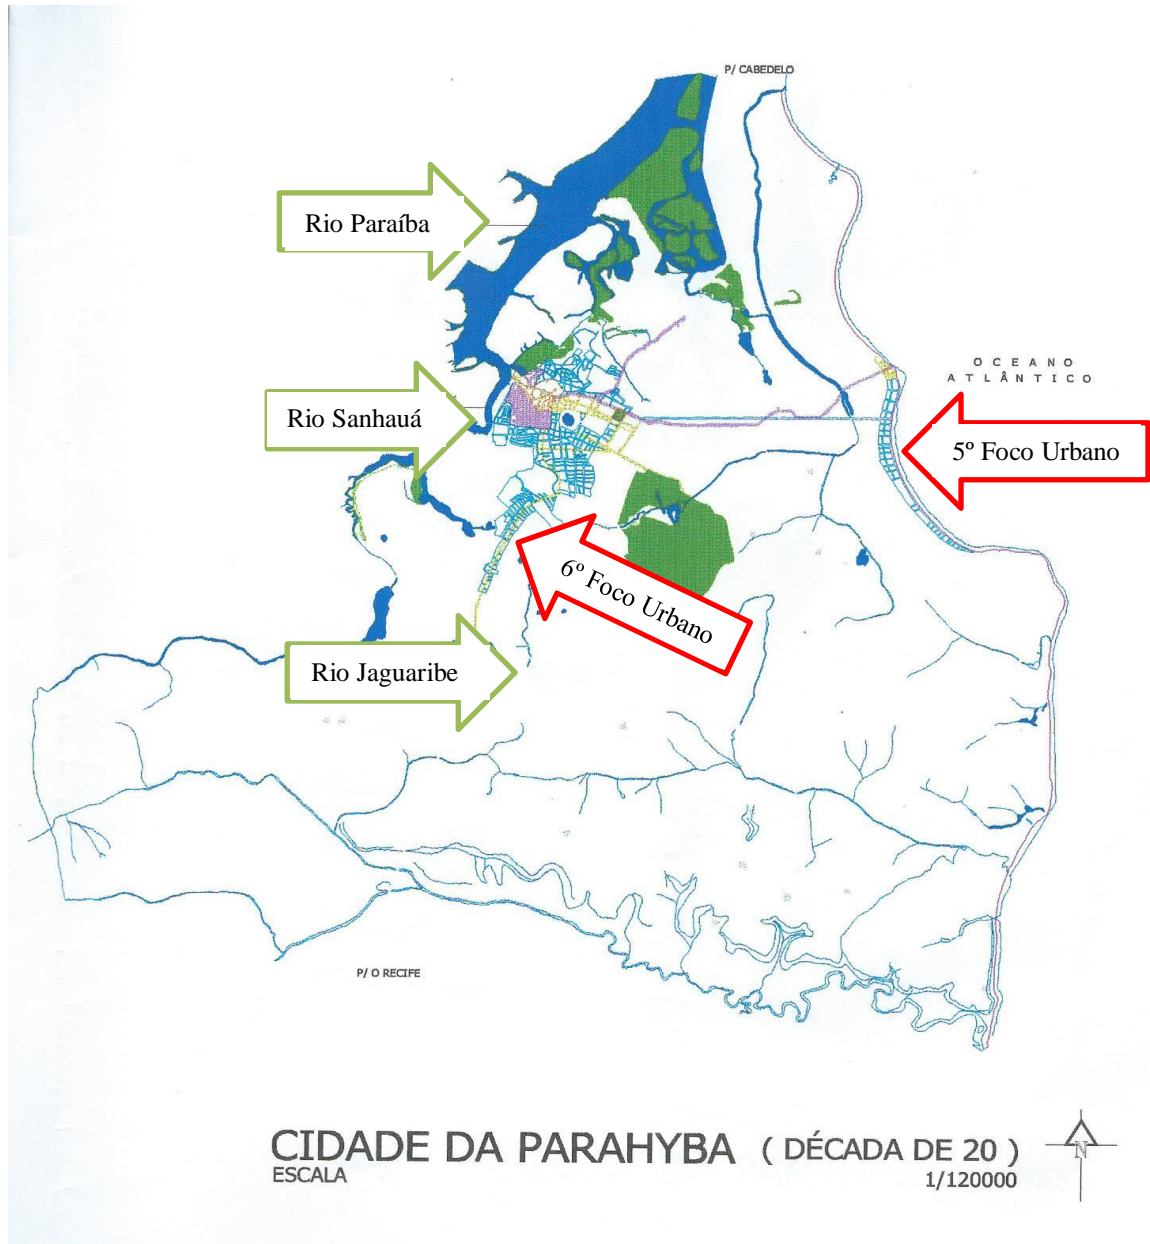 P/ CABEDELO
Rio Paraíba
OCEANO
ATLÂNTICO
Rio Sanhauá
5º Foco Urbano
6º Foco Urbano
Rio Jaguaribe
P/ O RECIFE
CIDADE DA PARAHYBA ( DÉCADA DE 20 )
ESCALA
1/120000
N